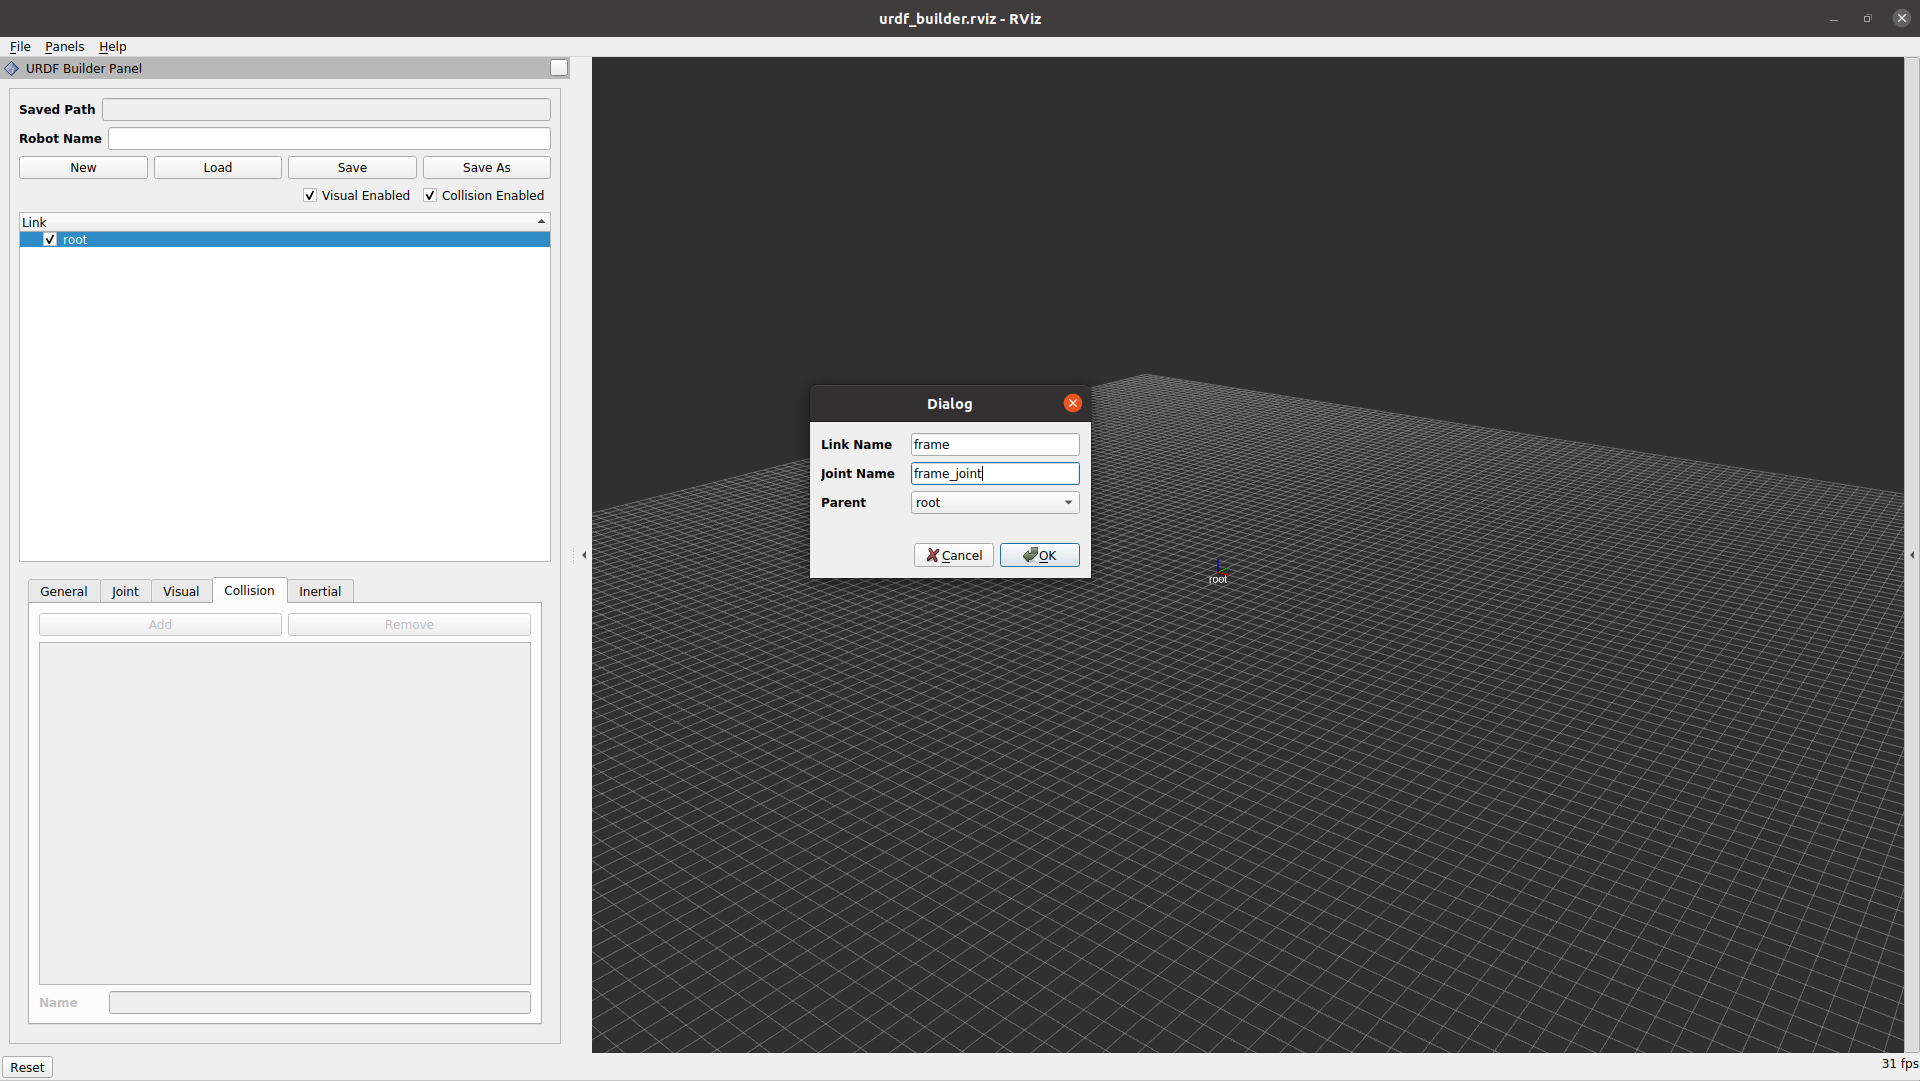 urdf_builder.rviz - RViz
File Panels Help
URDF Builder Panel
Saved Path
Robot Name
New Load Save Save As
Visual Enabled Collision Enabled
Link
root
Dialog
Link Name frame
Joint Name frame_joint
Parent root
Cancel OK
root
General Joint Visual Collision Inertial
Add Remove
Name
Reset
31 fps